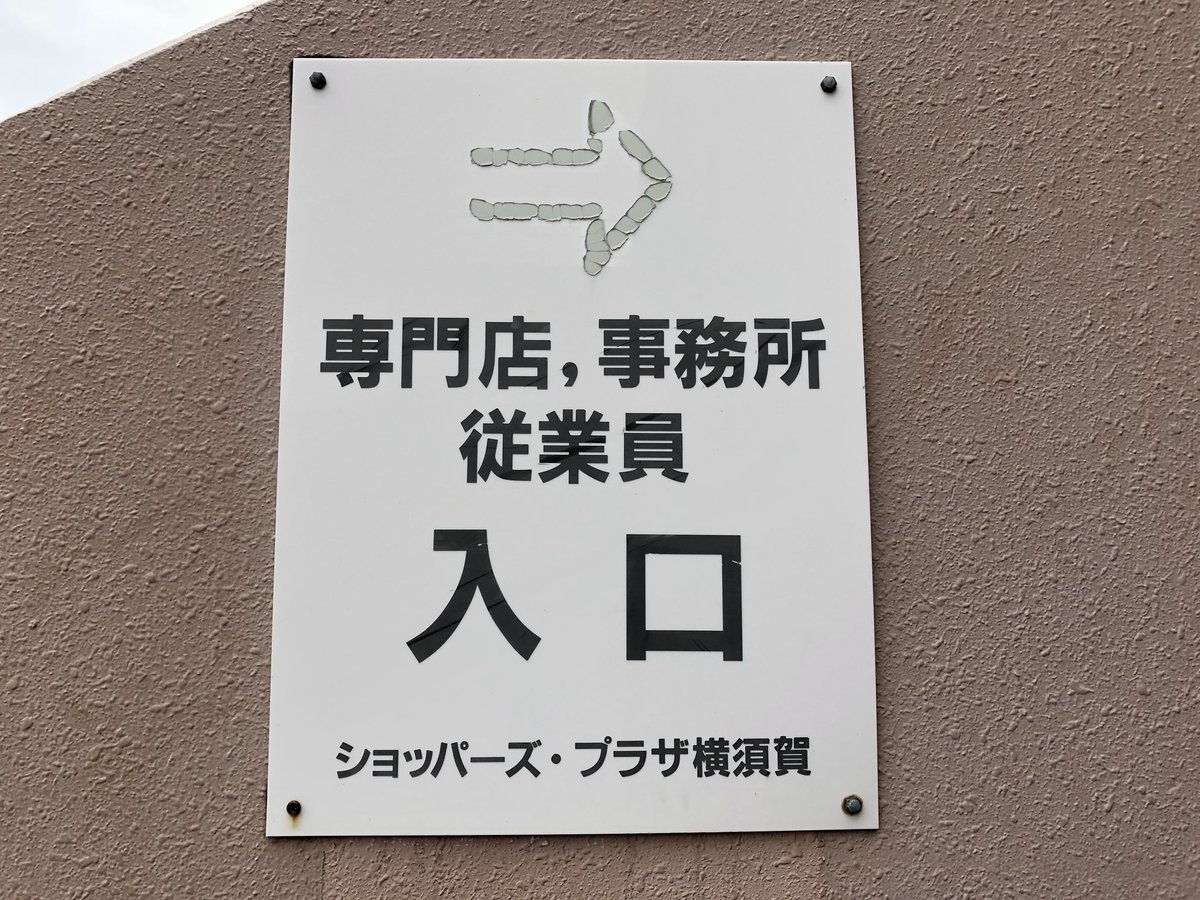 専門店,事務所
従業員
入口
ショッパーズ・プラザ横須賀